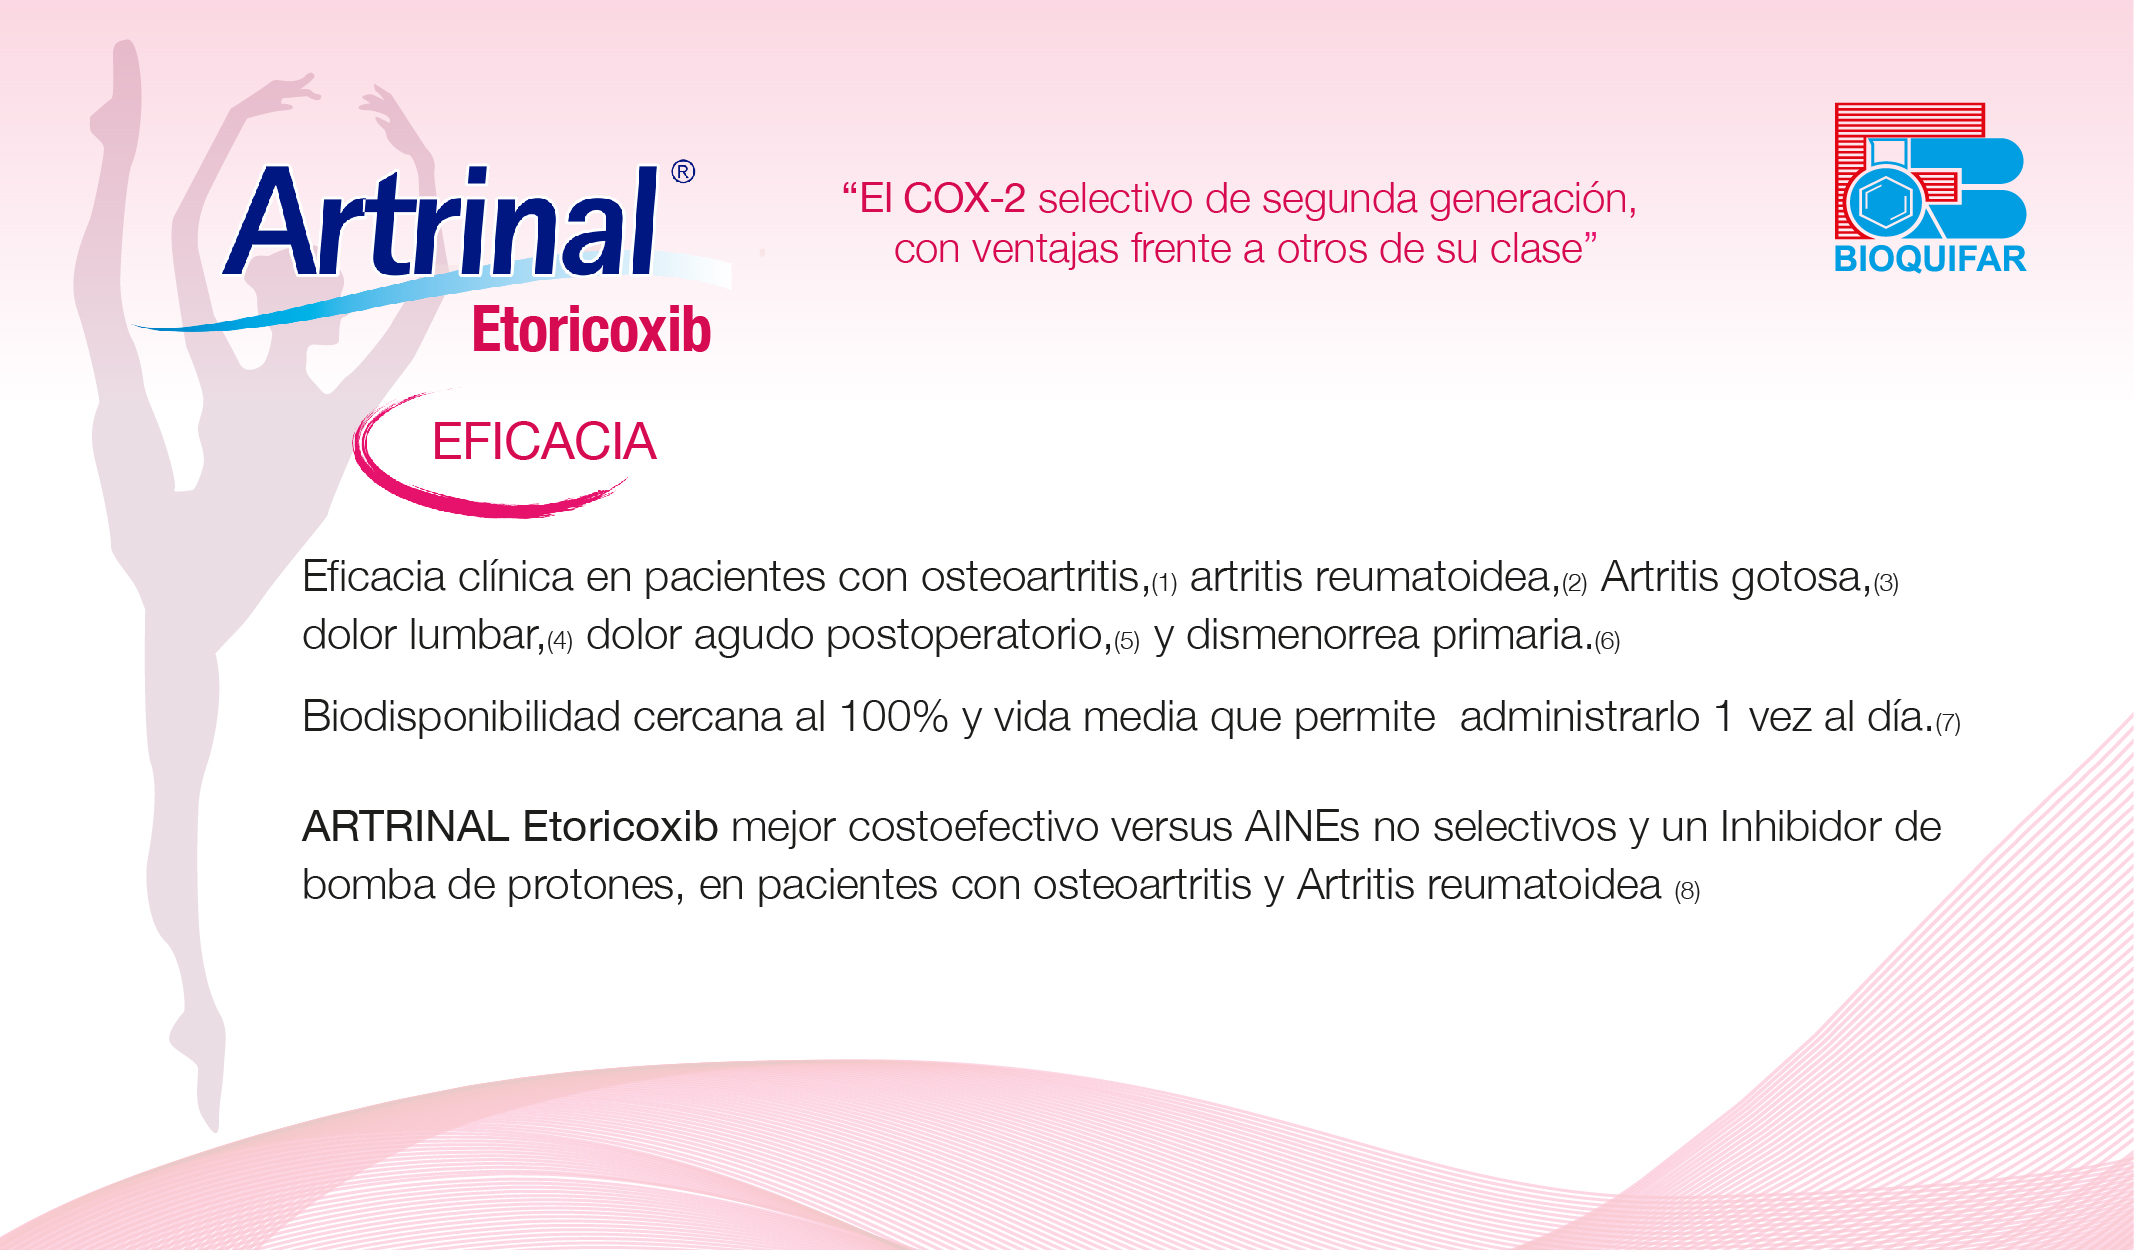 Artrinal®
Etoricoxib
“El COX-2 selectivo de segunda generación,
con ventajas frente a otros de su clase”
BIOQUIFAR
EFICACIA
Eficacia clínica en pacientes con osteoartritis,(1) artritis reumatoidea,(2) Artritis gotosa,(3)
dolor lumbar,(4) dolor agudo postoperatorio,(5) y dismenorrea primaria.(6)
Biodisponibilidad cercana al 100% y vida media que permite  administrarlo 1 vez al día.(7)
ARTRINAL Etoricoxib mejor costoefectivo versus AINEs no selectivos y un Inhibidor de
bomba de protones, en pacientes con osteoartritis y Artritis reumatoidea (8)